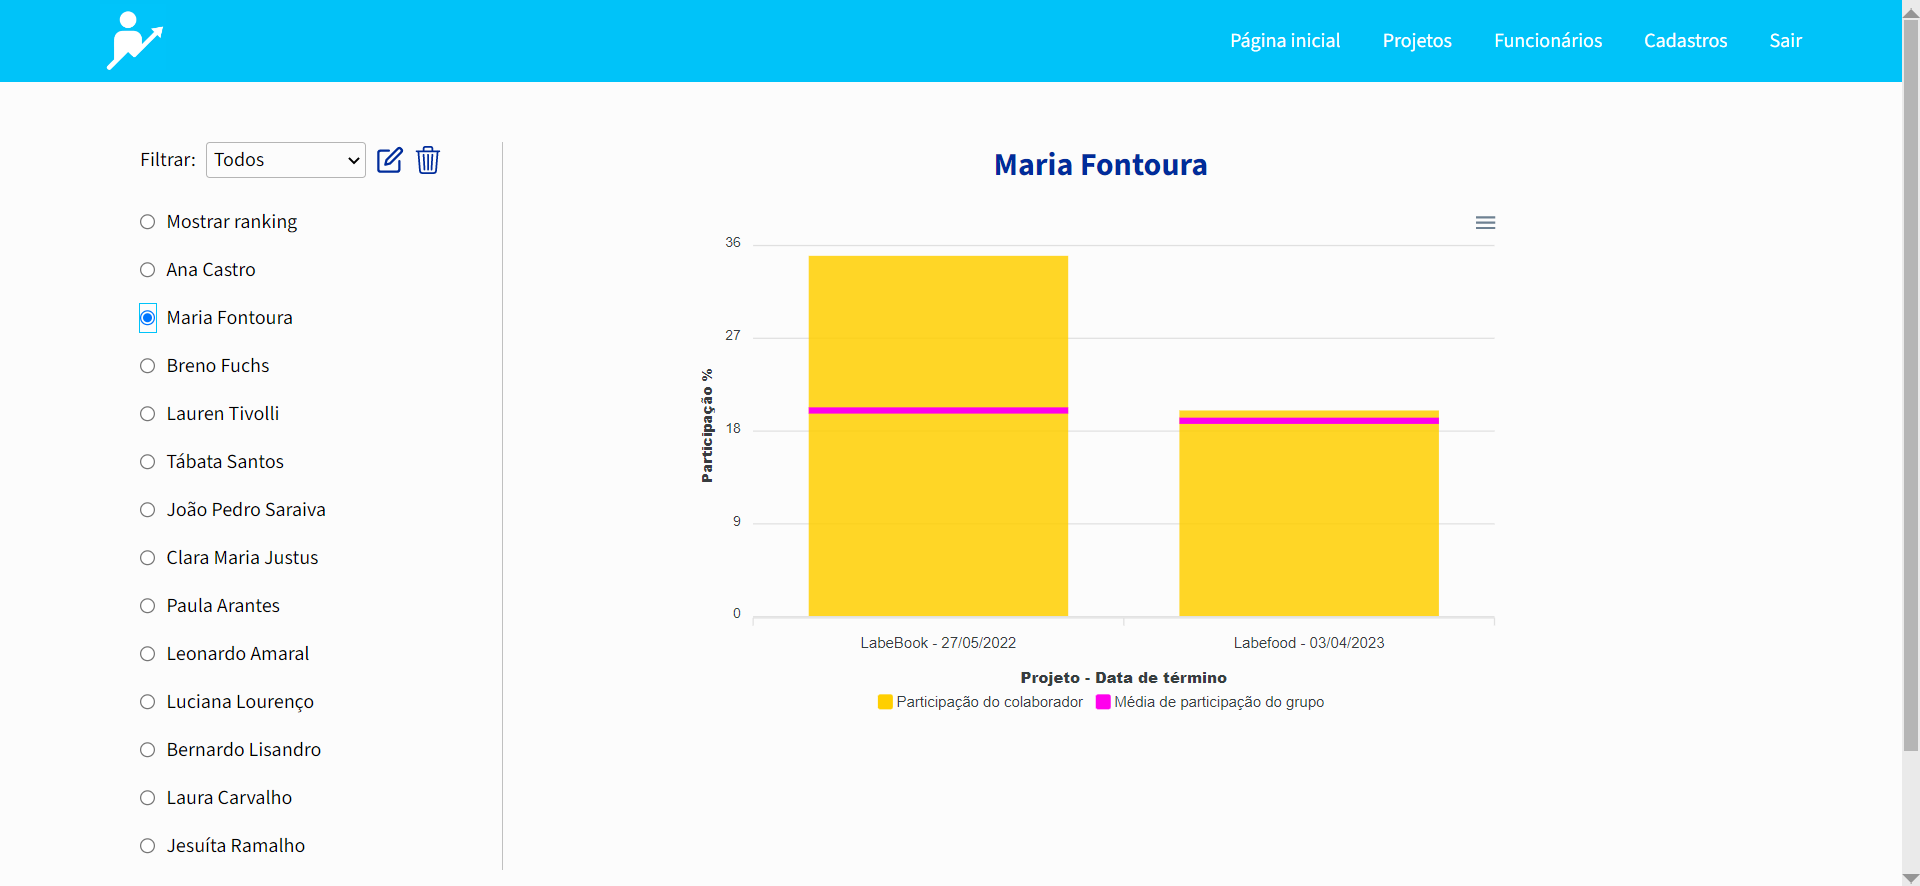 Página inicial Projetos Funcionários Cadastros Sair
Filtrar: Todos
Mostrar ranking
Ana Castro
Maria Fontoura
Breno Fuchs
Lauren Tivolli
Tábata Santos
João Pedro Saraiva
Clara Maria Justus
Paula Arantes
Leonardo Amaral
Luciana Lourenço
Bernardo Lisandro
Laura Carvalho
Jesuíta Ramalho
Maria Fontoura
36
27
18
9
0
Participação %
LabeBook - 27/05/2022 Labefood - 03/04/2023
Projeto - Data de término
Participação do colaborador Média de participação do grupo